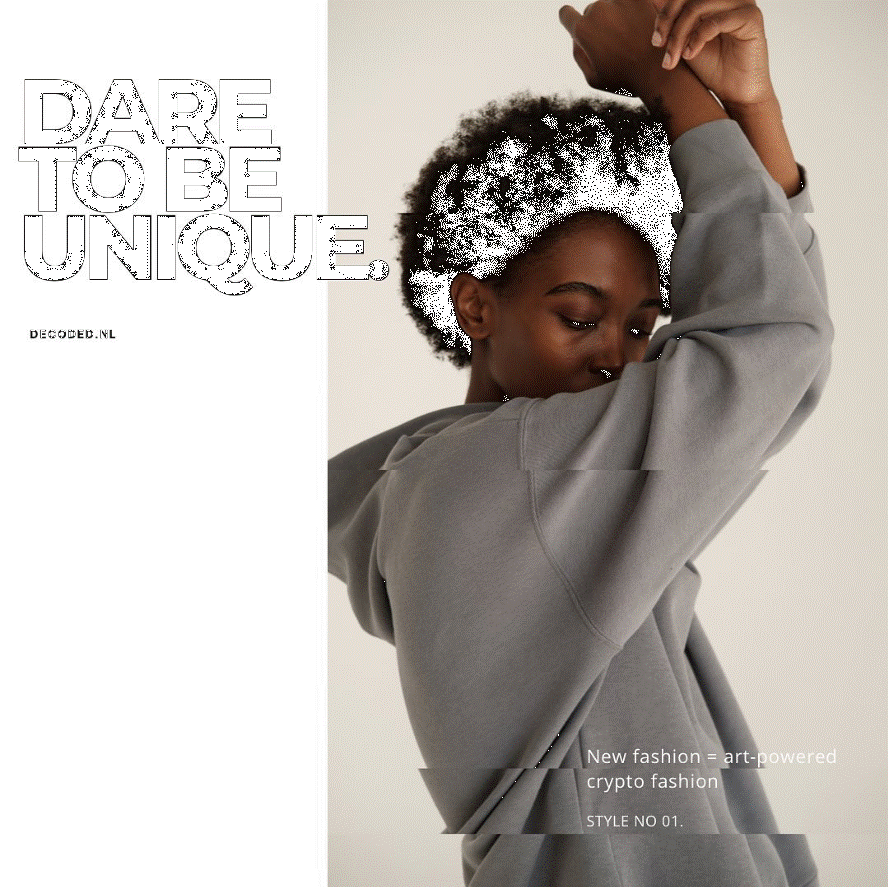 DARE
TO BE
UNIQUE.
DECODED.NL
New fashion = art-powered
crypto fashion
STYLE NO 01.